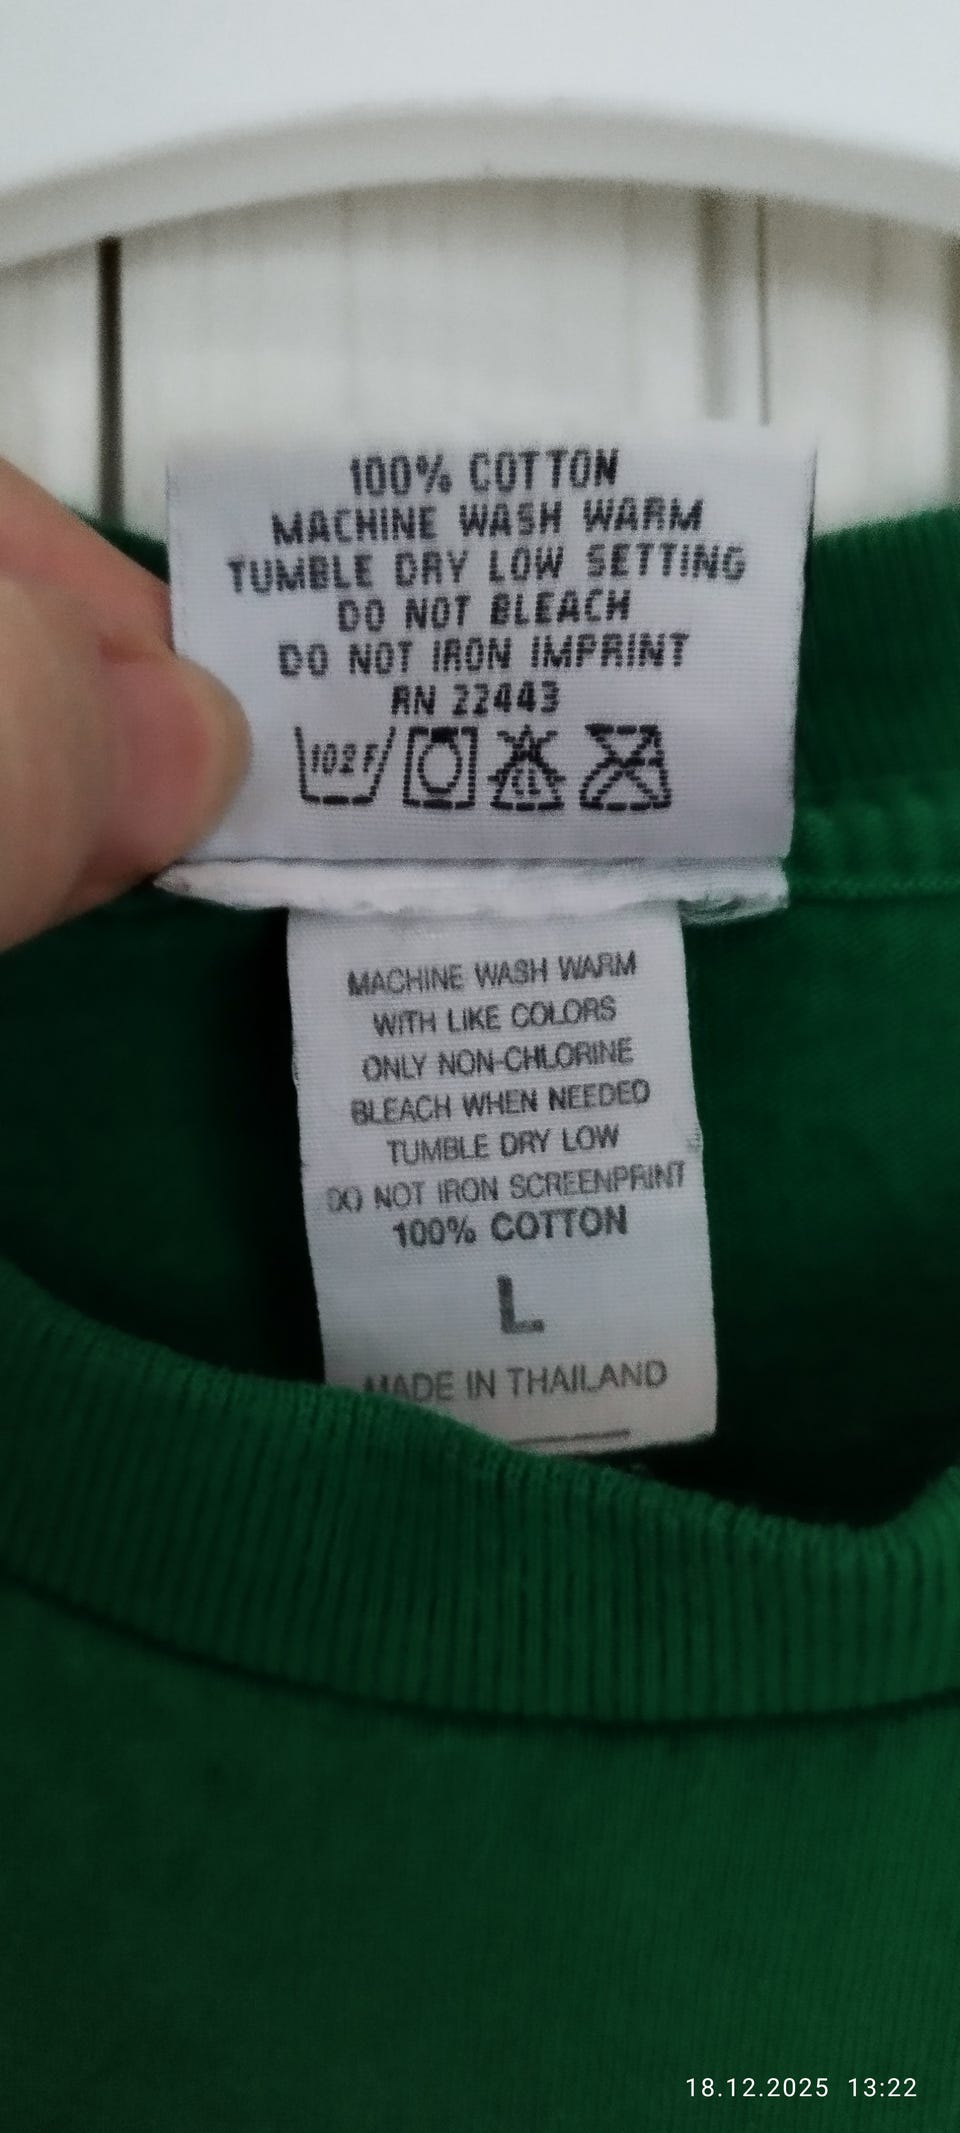 100% COTTON
MACHINE WASH WARM
TUMBLE DRY LOW SETTING
DO NOT BLEACH
DO NOT IRON IMPRINT
RN 22443
102 F
MACHINE WASH WARM
WITH LIKE COLORS
ONLY NON-CHLORINE
BLEACH WHEN NEEDED
TUMBLE DRY LOW
DO NOT IRON SCREENPRINT
100% COTTON
L
MADE IN THAILAND
18.12.2025 13:22